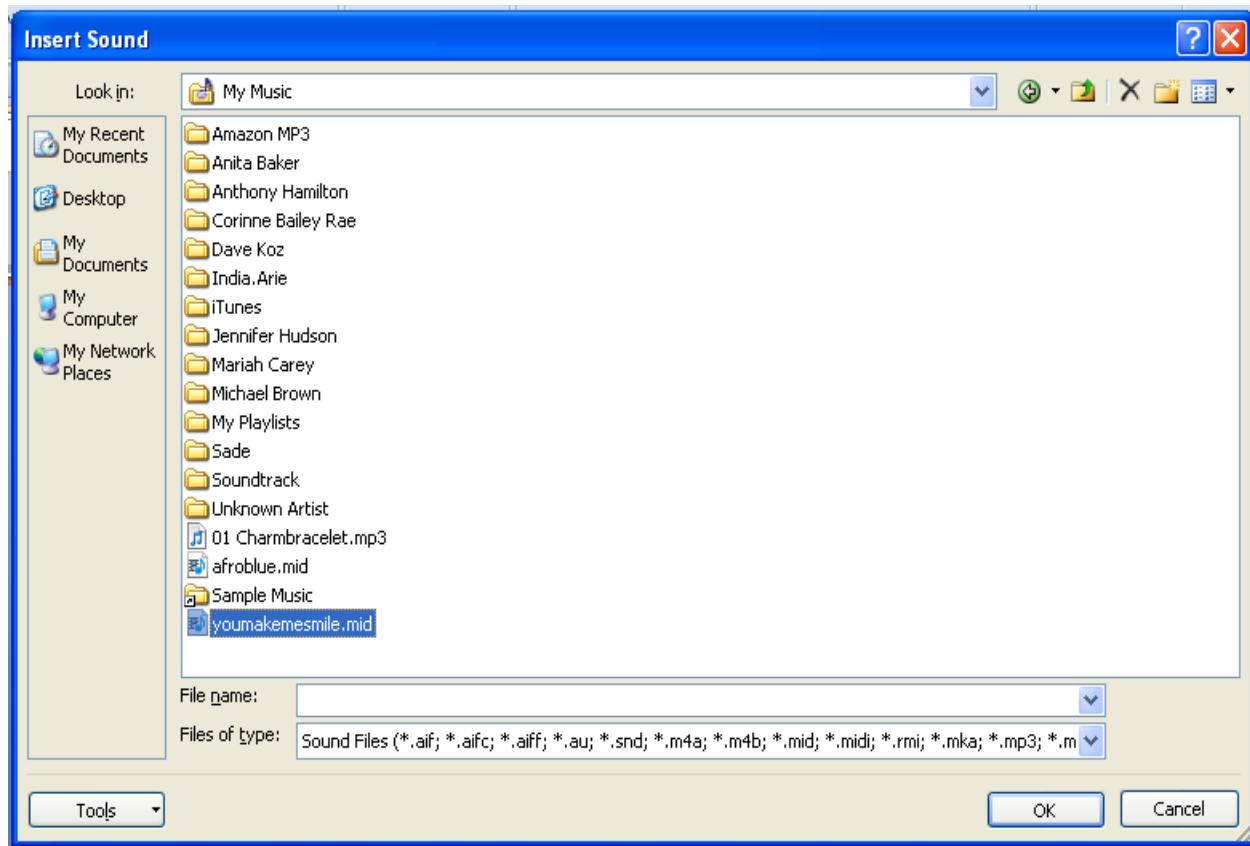 Insert Sound
Look in:
My Music
My Recent
Documents
Desktop
My
Documents
My
Computer
My Network
Places
Amazon MP3
Anita Baker
Anthony Hamilton
Corinne Bailey Rae
Dave Koz
India.Arie
iTunes
Jennifer Hudson
Mariah Carey
Michael Brown
My Playlists
Sade
Soundtrack
Unknown Artist
01 Charmbracelet.mp3
afroblue.mid
Sample Music
youmakemesmile.mid
File name:
Files of type:
Sound Files (*.aif; *.aifc; *.aiff; *.au; *.snd; *.m4a; *.m4b; *.mid; *.midi; *.rmi; *.mka; *.mp3; *.m
Tools
OK
Cancel